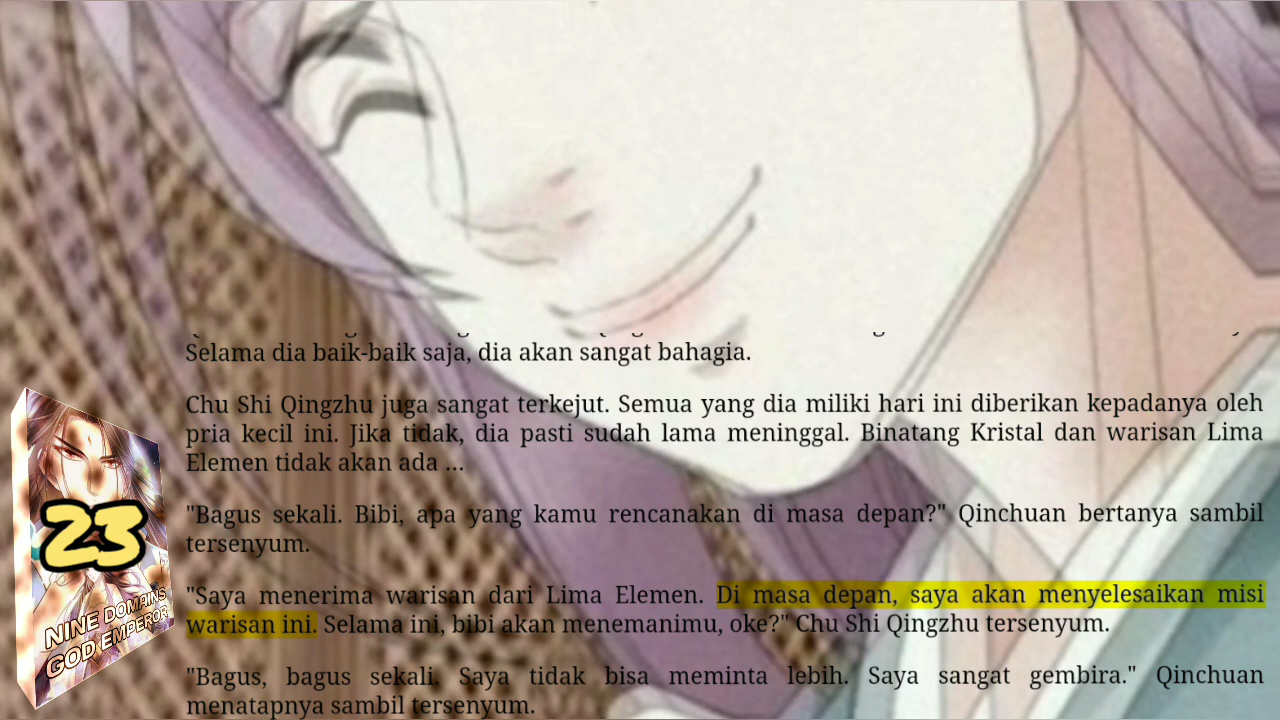 Selama dia baik-baik saja, dia akan sangat bahagia.
Chu Shi Qingzhu juga sangat terkejut. Semua yang dia miliki hari ini diberikan kepadanya oleh
pria kecil ini. Jika tidak, dia pasti sudah lama meninggal. Binatang Kristal dan warisan Lima
Elemen tidak akan ada ...
"Bagus sekali. Bibi, apa yang kamu rencanakan di masa depan?" Qinchuan bertanya sambil
tersenyum.
"Saya menerima warisan dari Lima Elemen. Di masa depan, saya akan menyelesaikan misi
warisan ini. Selama ini, bibi akan menemanimu, oke?" Chu Shi Qingzhu tersenyum.
"Bagus, bagus sekali. Saya tidak bisa meminta lebih. Saya sangat gembira." Qinchuan
menatapnya sambil tersenyum.
23
NINE DOMAINS
GOD EMPEROR